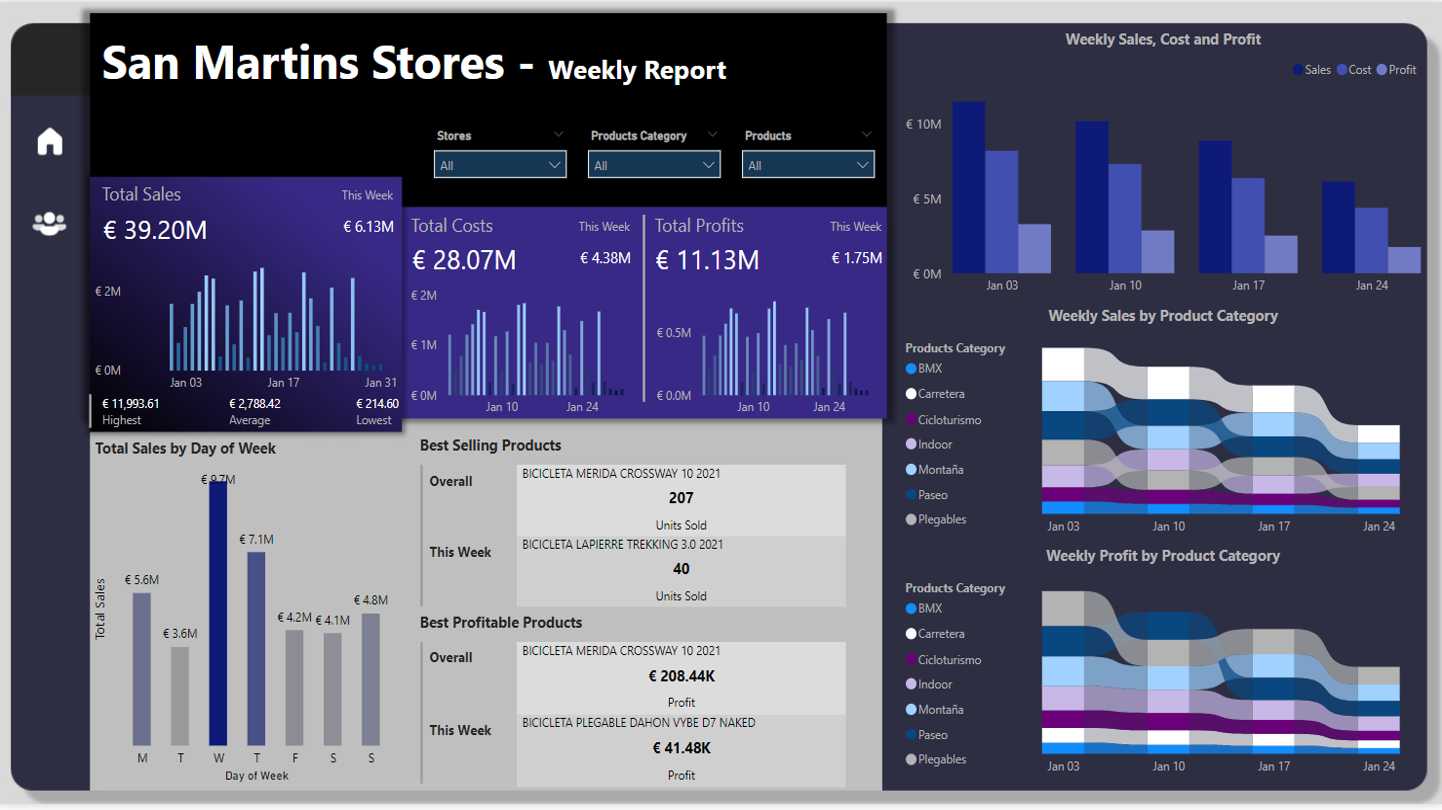 San Martins Stores - Weekly Report
Stores
Products Category
Products
All
All
All
Total Sales
This Week
€ 39.20M
€ 6.13M
€ 2M
€ 0M
Jan 03
Jan 17
Jan 31
€ 11,993.61
€ 2,788.42
€ 214.60
Highest
Average
Lowest
Total Costs
This Week
€ 28.07M
€ 4.38M
€ 2M
€ 1M
€ 0M
Jan 10
Jan 24
Total Profits
This Week
€ 11.13M
€ 1.75M
€ 0.5M
€ 0.0M
Jan 10
Jan 24
Total Sales by Day of Week
€ 9.7M
€ 7.1M
€ 5.6M
€ 4.8M
€ 4.2M
€ 4.1M
€ 3.6M
Total Sales
M
T
W
T
F
S
S
Day of Week
Best Selling Products
Overall
BICICLETA MERIDA CROSSWAY 10 2021
207
Units Sold
This Week
BICICLETA LAPIERRE TREKKING 3.0 2021
40
Units Sold
Best Profitable Products
Overall
BICICLETA MERIDA CROSSWAY 10 2021
€ 208.44K
Profit
This Week
BICICLETA PLEGABLE DAHON VYBE D7 NAKED
€ 41.48K
Profit
Weekly Sales, Cost and Profit
Sales
Cost
Profit
€ 10M
€ 5M
€ 0M
Jan 03
Jan 10
Jan 17
Jan 24
Weekly Sales by Product Category
Products Category
BMX
Carretera
Cicloturismo
Indoor
Montaña
Paseo
Plegables
Jan 03
Jan 10
Jan 17
Jan 24
Weekly Profit by Product Category
Products Category
BMX
Carretera
Cicloturismo
Indoor
Montaña
Paseo
Plegables
Jan 03
Jan 10
Jan 17
Jan 24